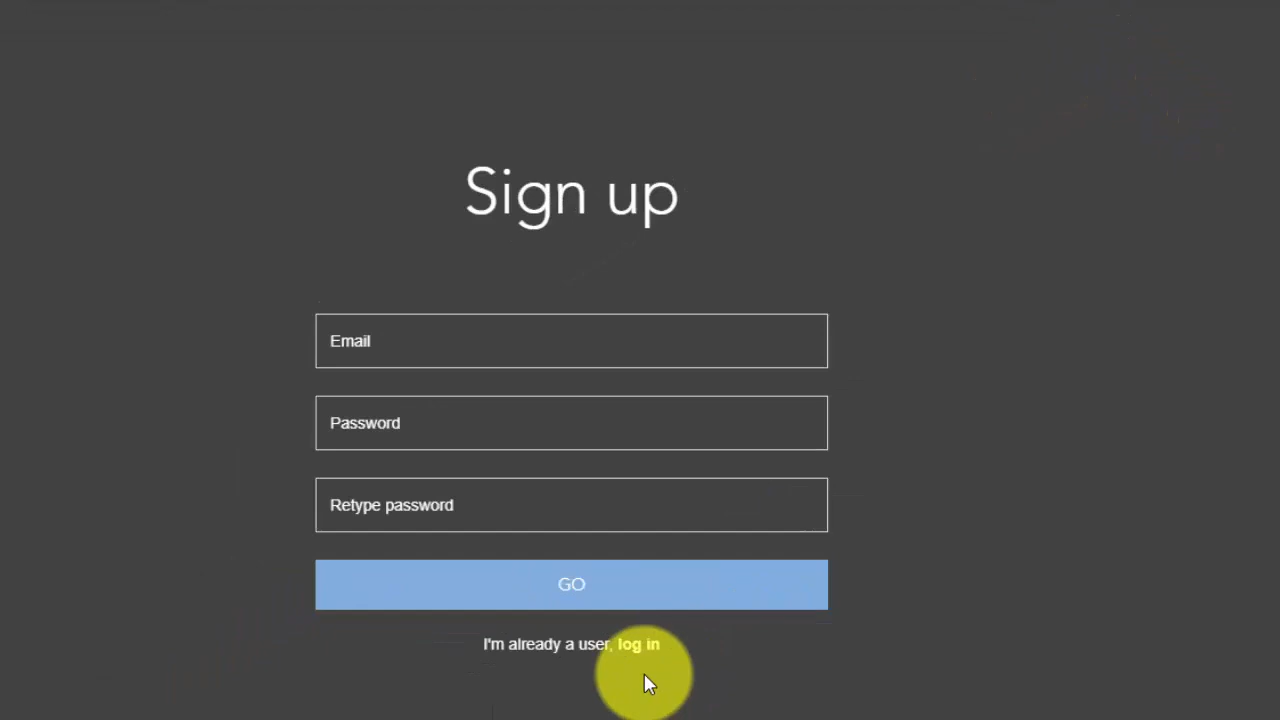 Sign up
Email
Password
Retype password
GO
I'm already a user, log in